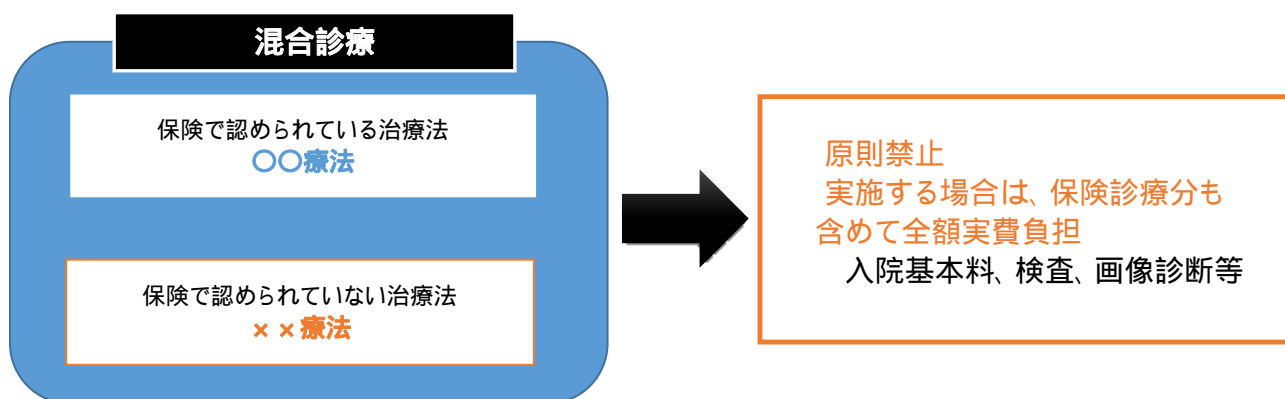 混合診療
保険で認められている治療法
〇〇療法
保険で認められていない治療法
××療法
原則禁止
実施する場合は、保険診療分も
含めて全額実費負担
入院基本料、検査、画像診断等